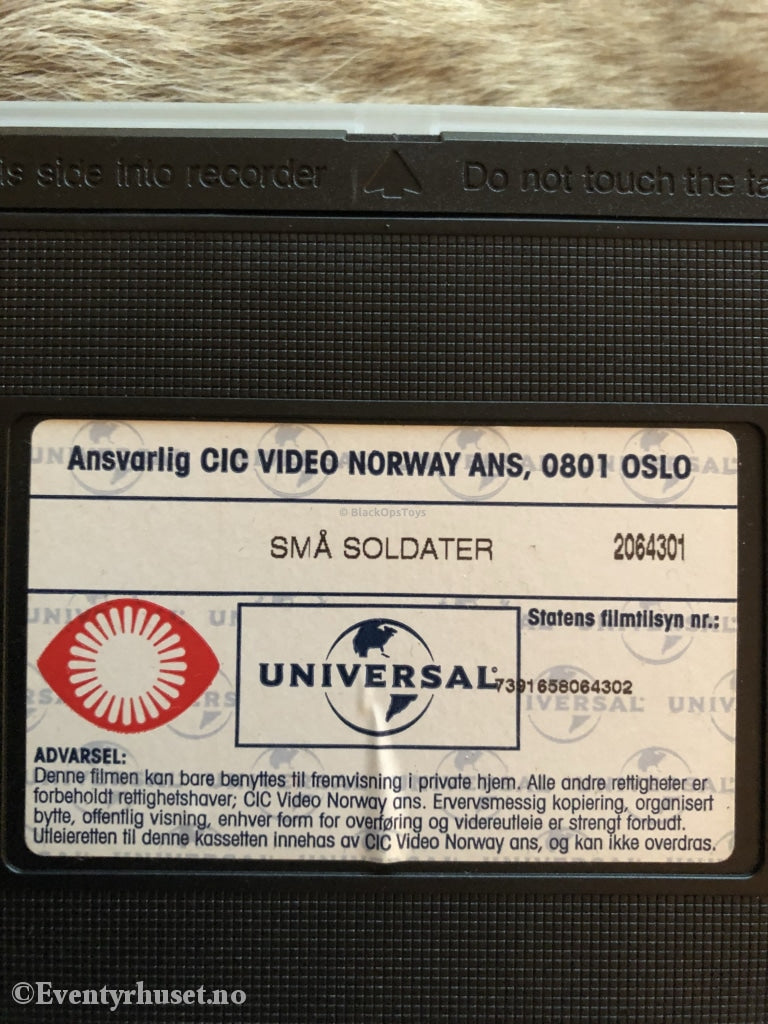 is side into recorder
Do not touch the ta
Ansvarlig CIC VIDEO NORWAY ANS, 0801 OSLO
© BlackOpsToys
SMÅ SOLDATER 2064301
Statens filmtilsyn nr.:
UNIVERSAL
7391658064302
ADVARSEL:
Denne filmen kan bare benyttes til fremvisning i private hjem. Alle andre rettigheter er
forbeholdt rettighetshaver; CIC Video Norway ans. Ervervsmessig kopiering, organisert
bytte, offentlig visning, enhver form for overføring og videreutleie er strengt forbudt.
Utleieretten til denne kassetten innehas av CIC Video Norway ans, og kan ikke overdras.
©Eventyrhuset.no